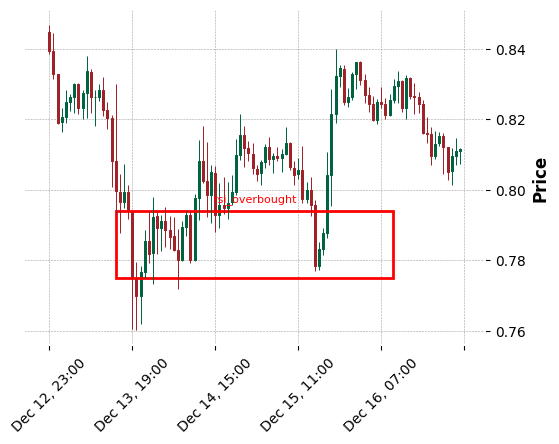 0.84
0.82
0.80
0.78
0.76
Price
overbought
Dec 12, 23:00
Dec 13, 19:00
Dec 14, 15:00
Dec 15, 11:00
Dec 16, 07:00